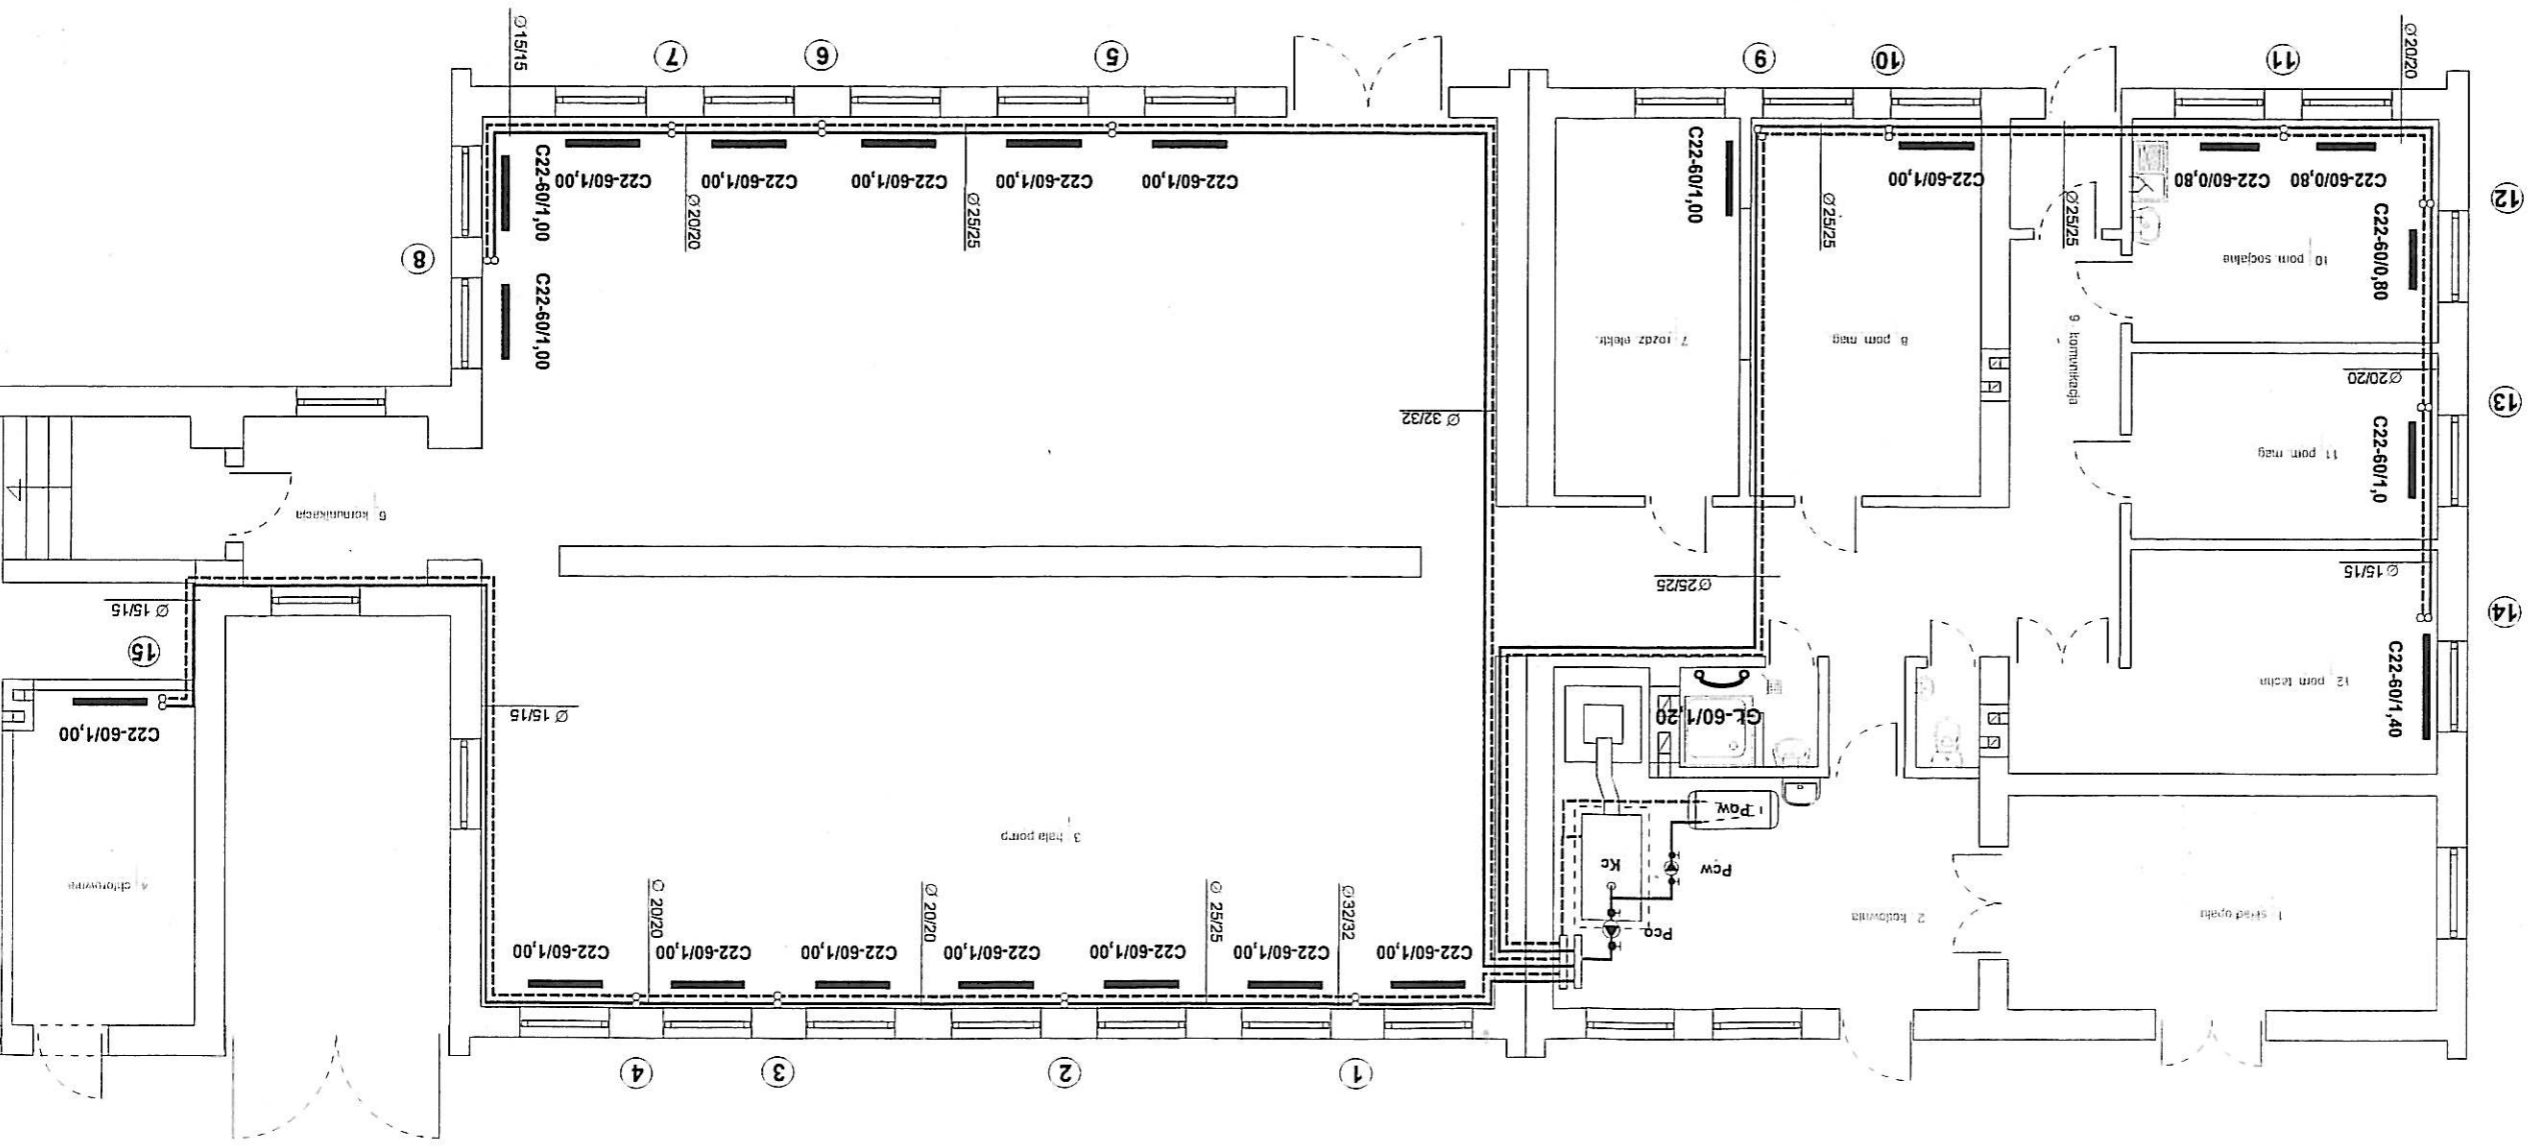 Ø15/15
7
6
5
9
10
11
Ø20/20
C22-60/1,00
C22-60/1,00
C22-60/1,00
C22-60/1,00
C22-60/1,00
C22-60/1,00
C22-60/1,00
C22-60/1,00
C22-60/1,00
C22-60/0,80
C22-60/0,80
12
8
Ø20/20
Ø25/25
Ø25/25
Ø25/25
C22-60/0,80
10 pom. socjalne
7. rozdz. elektr.
8. pom mag
9 komunikacja
Ø20/20
13
Ø 32/32
C22-60/1,0
11 pom. mag
6 komunikacja
Ø 15/15
Ø25/25
Ø 15/15
14
15
C22-60/1,00
Ø 15/15
GŁ-60/1,20
12 pom techn
C22-60/1,40
3 hala pomp
Kc
Pcw
4. chlorownia
Pco
2. kotłownia
1. skład opału
Ø 20/20
Ø 20/20
Ø 25/25
Ø32/32
C22-60/1,00
C22-60/1,00
C22-60/1,00
C22-60/1,00
C22-60/1,00
C22-60/1,00
C22-60/1,00
4
3
2
1